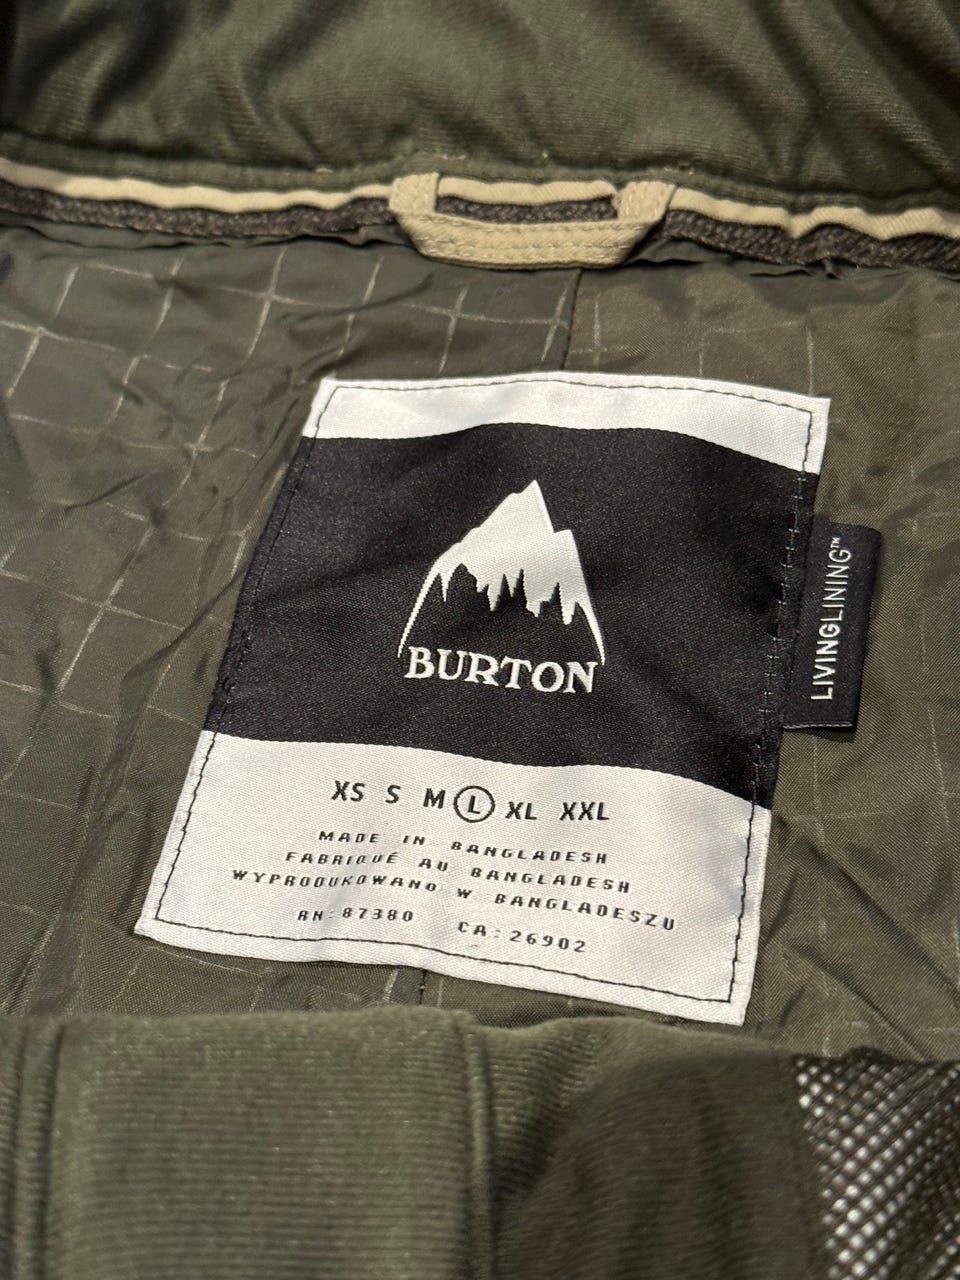 BURTON
LIVINGLINING™
XS S M L XL XXL
MADE IN BANGLADESH
FABRIQUÉ AU BANGLADESH
WYPRODUKOWANO W BANGLADESZU
RN:87380 CA:26902